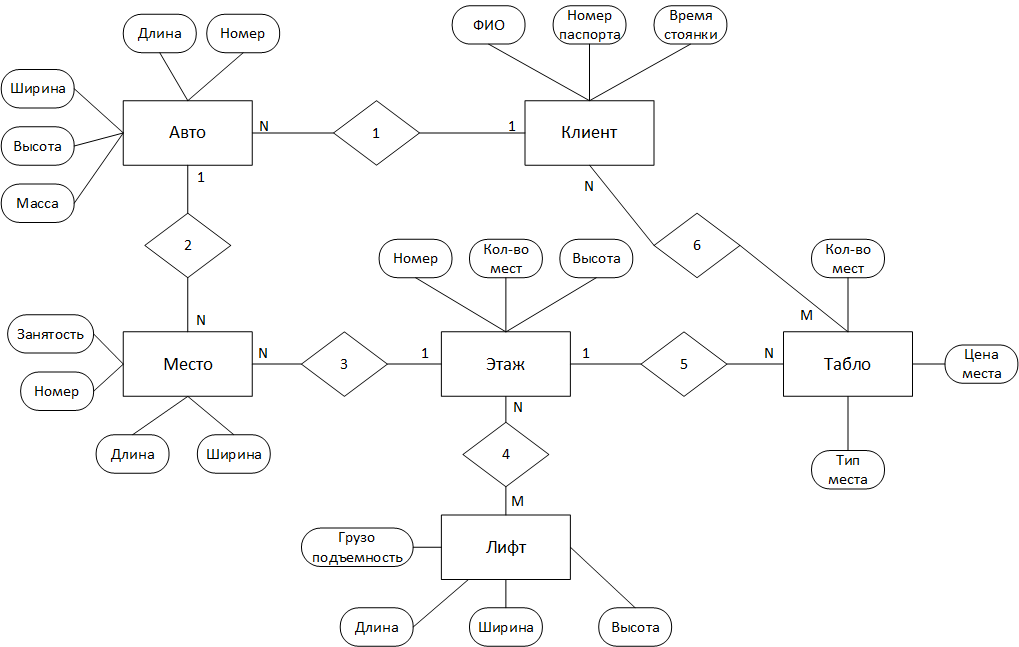 Длина
Номер
ФИО
Номер
паспорта
Время
стоянки
Ширина
Высота
Масса
Авто
N
1
1
Клиент
1
2
N
N
6
M
Номер
Кол-во
мест
Высота
Кол-во
мест
Занятость
Номер
Место
N
3
1
Этаж
1
5
N
Табло
Цена
места
Длина
Ширина
N
4
M
Тип
места
Грузо
подъемность
Лифт
Длина
Ширина
Высота